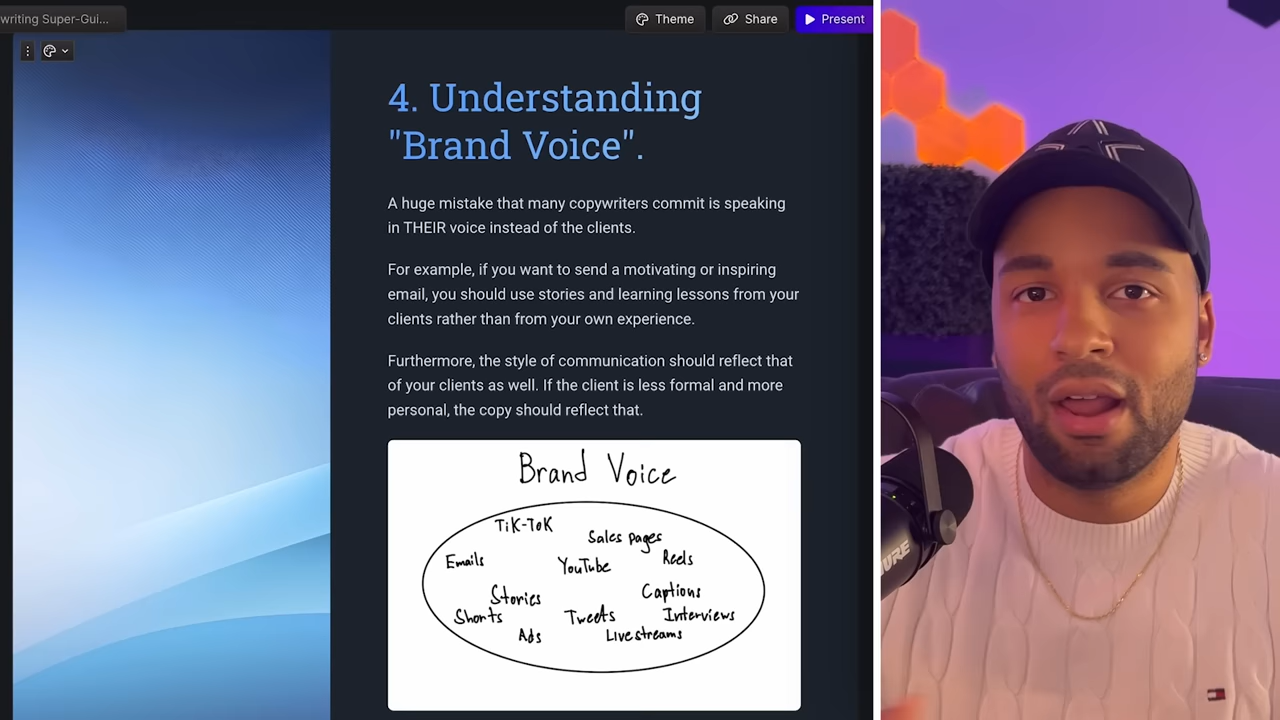 writing Super-Gui...
Theme
Share
Present
4. Understanding
"Brand Voice".
A huge mistake that many copywriters commit is speaking
in THEIR voice instead of the clients.
For example, if you want to send a motivating or inspiring
email, you should use stories and learning lessons from your
clients rather than from your own experience.
Furthermore, the style of communication should reflect that
of your clients as well. If the client is less formal and more
personal, the copy should reflect that.
Brand Voice
TiK-ToK
Sales pages
Emails
YouTube
Reels
Stories
Captions
Shorts
Tweets
Interviews
Ads
Livestreams
URE